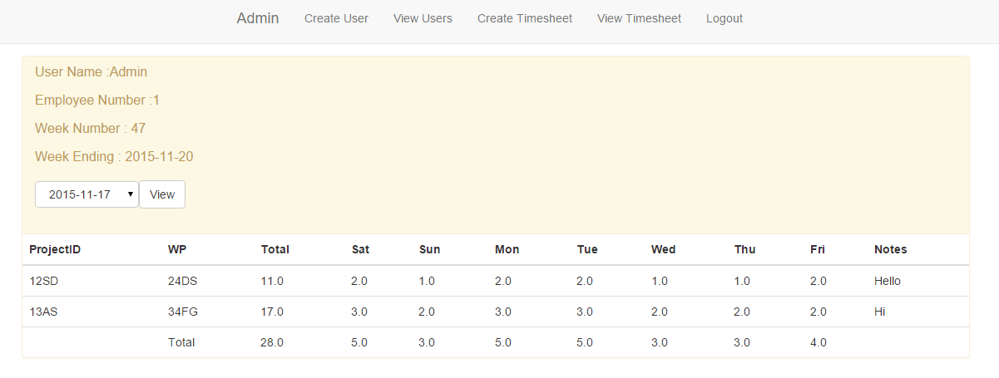 Admin Create User View Users Create Timesheet View Timesheet Logout
User Name :Admin
Employee Number :1
Week Number : 47
Week Ending : 2015-11-20
2015-11-17 View
ProjectID WP Total Sat Sun Mon Tue Wed Thu Fri Notes
12SD 24DS 11.0 2.0 1.0 2.0 2.0 1.0 1.0 2.0 Hello
13AS 34FG 17.0 3.0 2.0 3.0 3.0 2.0 2.0 2.0 Hi
Total 28.0 5.0 3.0 5.0 5.0 3.0 3.0 4.0